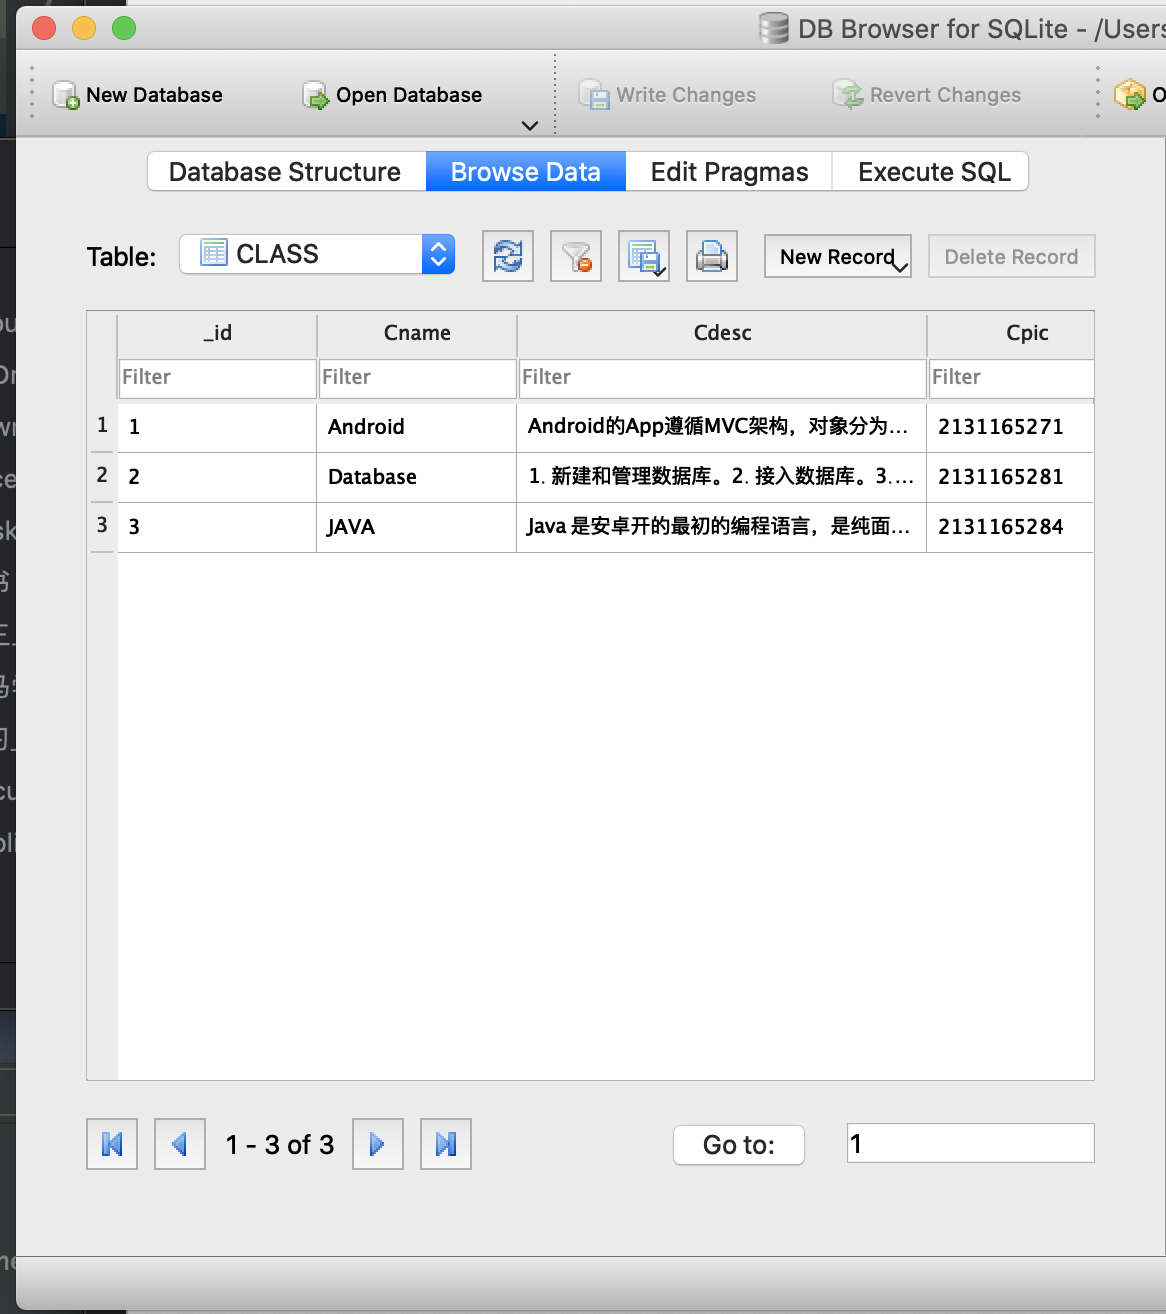 DB Browser for SQLite - /Users
New Database Open Database Write Changes Revert Changes
Database Structure Browse Data Edit Pragmas Execute SQL
Table: CLASS New Record Delete Record
_id Cname Cdesc Cpic
Filter Filter Filter Filter
1 1 Android Android的App遵循MVC架构，对象分为... 2131165271
2 2 Database 1. 新建和管理数据库。2. 接入数据库。3.... 2131165281
3 3 JAVA Java是安卓开的最初的编程语言，是纯面... 2131165284
1 - 3 of 3 Go to: 1